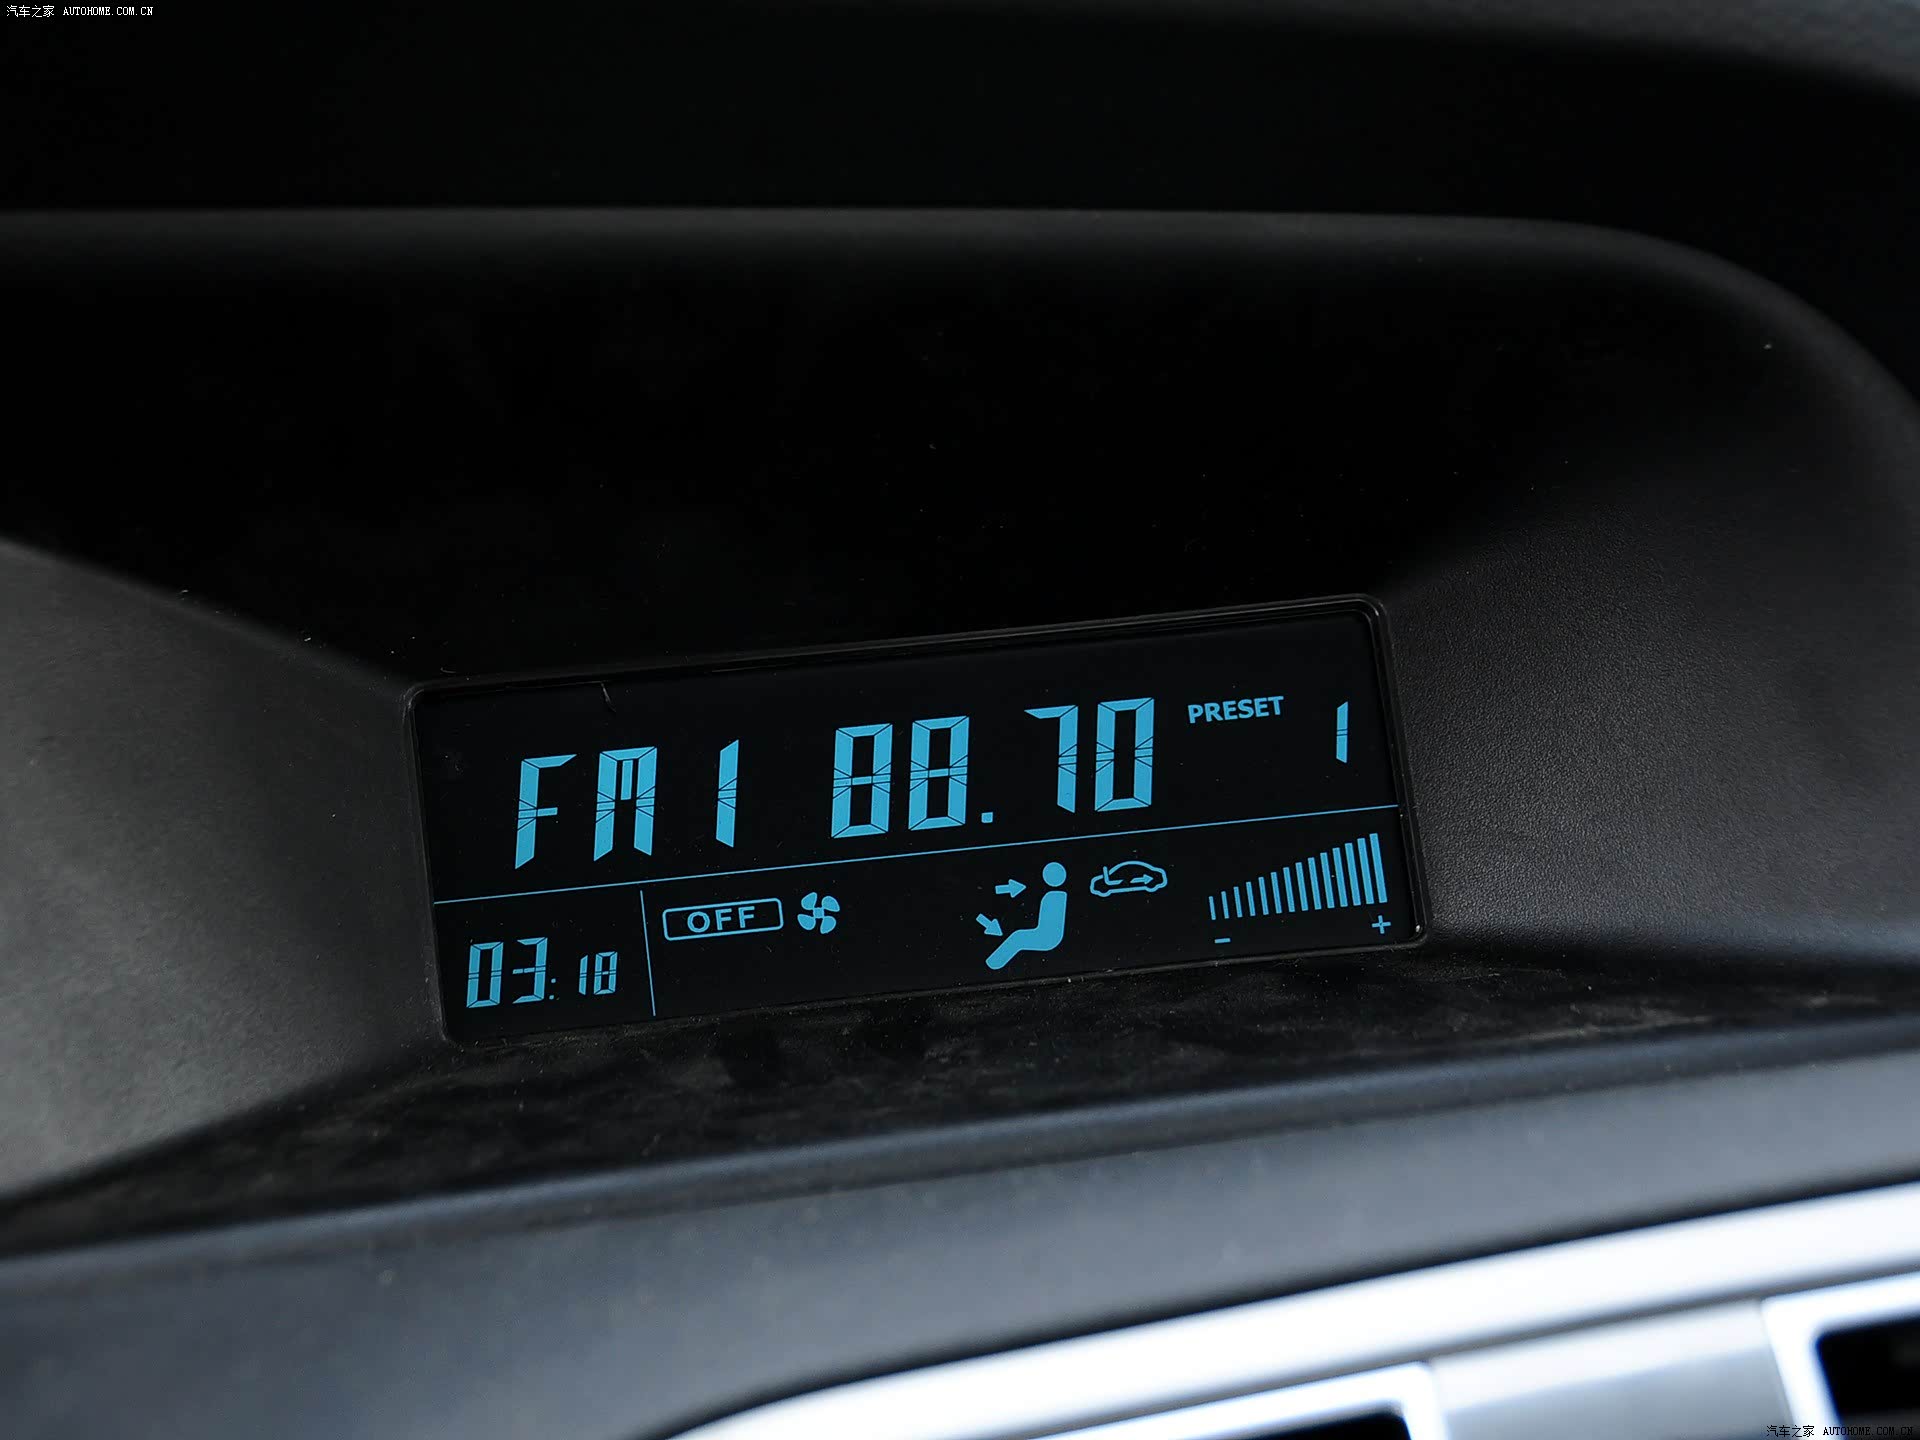 汽车之家 AUTOHOME.COM.CN
FM1 88.70 PRESET 1
OFF
03:18
- +
汽车之家 AUTOHOME.COM.CN